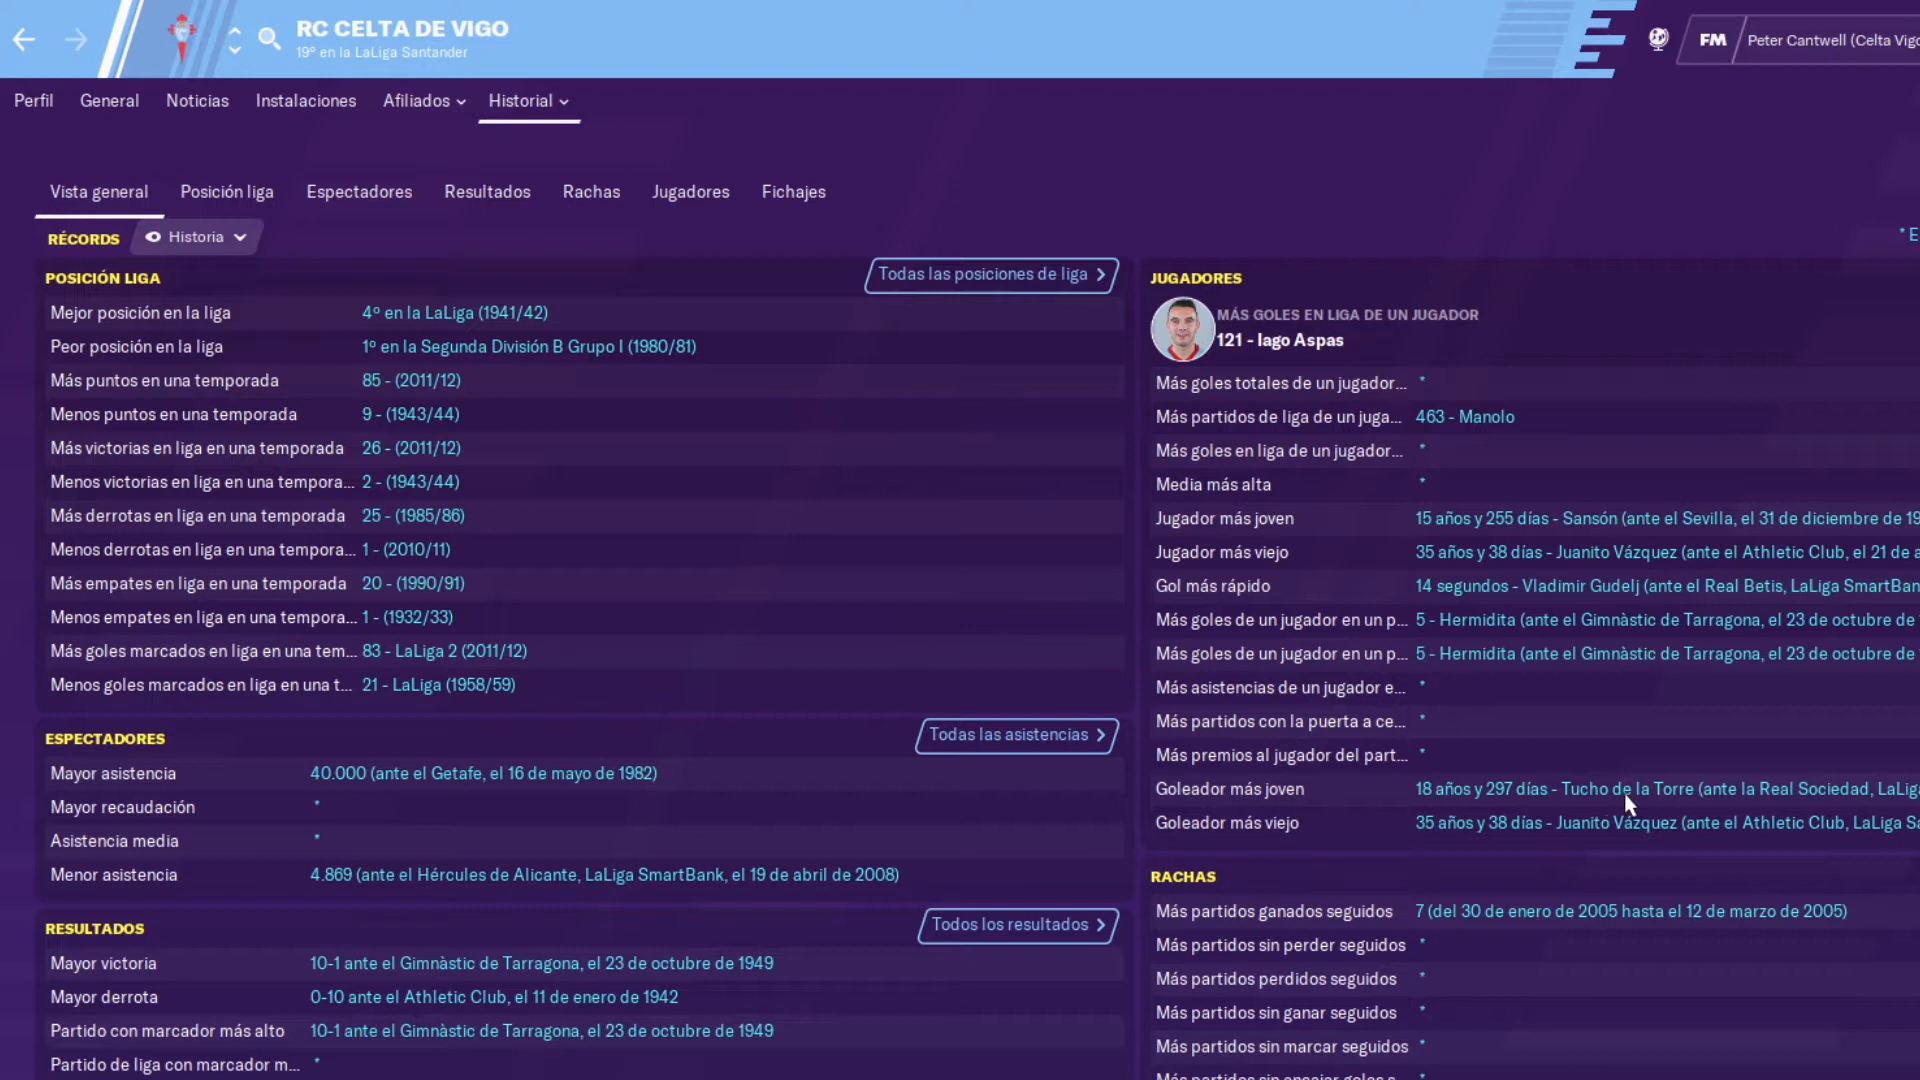 RC CELTA DE VIGO
19º en la LaLiga Santander
FM
Peter Cantwell (Celta Vigo
Perfil
General
Noticias
Instalaciones
Afiliados
Historial
Vista general
Posición liga
Espectadores
Resultados
Rachas
Jugadores
Fichajes
RÉCORDS
Historia
* E
POSICIÓN LIGA
Todas las posiciones de liga
Mejor posición en la liga 4º en la LaLiga (1941/42)
Peor posición en la liga 1º en la Segunda División B Grupo I (1980/81)
Más puntos en una temporada 85 - (2011/12)
Menos puntos en una temporada 9 - (1943/44)
Más victorias en liga en una temporada 26 - (2011/12)
Menos victorias en liga en una tempora... 2 - (1943/44)
Más derrotas en liga en una temporada 25 - (1985/86)
Menos derrotas en liga en una tempora... 1 - (2010/11)
Más empates en liga en una temporada 20 - (1990/91)
Menos empates en liga en una tempora... 1 - (1932/33)
Más goles marcados en liga en una tem... 83 - LaLiga 2 (2011/12)
Menos goles marcados en liga en una t... 21 - LaLiga (1958/59)
ESPECTADORES
Todas las asistencias
Mayor asistencia 40.000 (ante el Getafe, el 16 de mayo de 1982)
Mayor recaudación *
Asistencia media *
Menor asistencia 4.869 (ante el Hércules de Alicante, LaLiga SmartBank, el 19 de abril de 2008)
RESULTADOS
Todos los resultados
Mayor victoria 10-1 ante el Gimnàstic de Tarragona, el 23 de octubre de 1949
Mayor derrota 0-10 ante el Athletic Club, el 11 de enero de 1942
Partido con marcador más alto 10-1 ante el Gimnàstic de Tarragona, el 23 de octubre de 1949
Partido de liga con marcador m... *
JUGADORES
MÁS GOLES EN LIGA DE UN JUGADOR
121 - Iago Aspas
Más goles totales de un jugador... *
Más partidos de liga de un juga... 463 - Manolo
Más goles en liga de un jugador... *
Media más alta *
Jugador más joven 15 años y 255 días - Sansón (ante el Sevilla, el 31 de diciembre de 19
Jugador más viejo 35 años y 38 días - Juanito Vázquez (ante el Athletic Club, el 21 de a
Gol más rápido 14 segundos - Vladimir Gudelj (ante el Real Betis, LaLiga SmartBan
Más goles de un jugador en un p... 5 - Hermidita (ante el Gimnàstic de Tarragona, el 23 de octubre de
Más goles de un jugador en un p... 5 - Hermidita (ante el Gimnàstic de Tarragona, el 23 de octubre de
Más asistencias de un jugador e... *
Más partidos con la puerta a ce... *
Más premios al jugador del part... *
Goleador más joven 18 años y 297 días - Tucho de la Torre (ante la Real Sociedad, LaLiga
Goleador más viejo 35 años y 38 días - Juanito Vázquez (ante el Athletic Club, LaLiga Sa
RACHAS
Más partidos ganados seguidos 7 (del 30 de enero de 2005 hasta el 12 de marzo de 2005)
Más partidos sin perder seguidos *
Más partidos perdidos seguidos *
Más partidos sin ganar seguidos *
Más partidos sin marcar seguidos *
Más partidos sin encajar goles s... *